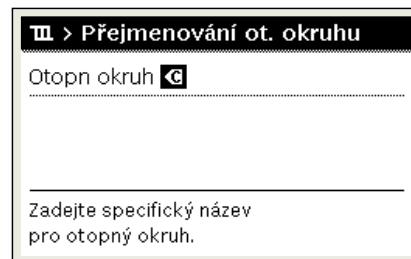 > Přejmenování ot. okruhu
Otopn okruh C
Zadejte specifický název
pro otopný okruh.